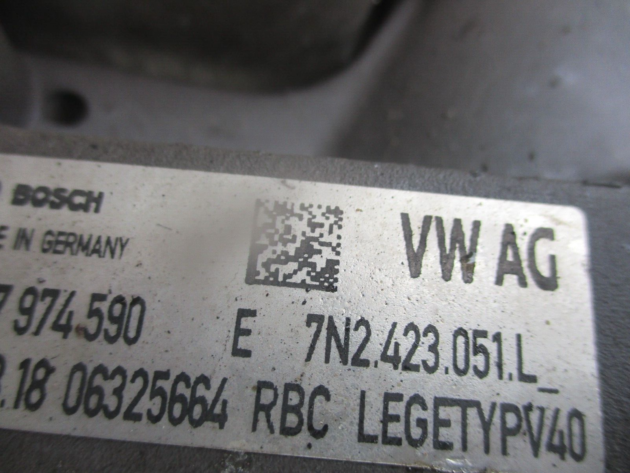 BOSCH VW AG
IN GERMANY
7 974.590 E 7N2.423.051.L_
.18 06325664 RBC LEGETYPV40